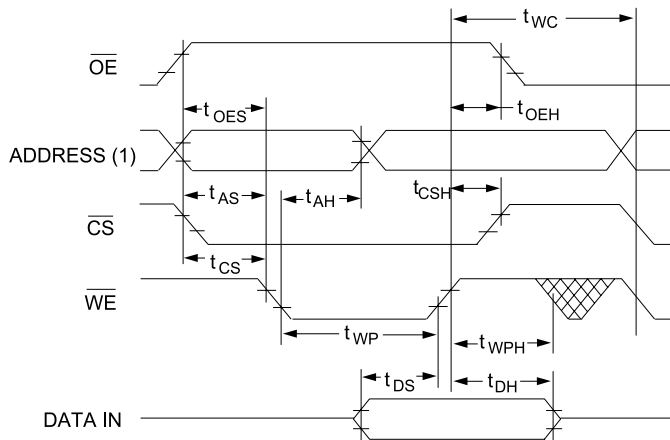 tWC
OE
tOES
tOEH
ADDRESS (1)
tAS
tAH
tCSH
CS
tCS
WE
tWP
tWPH
tDS
tDH
DATA IN